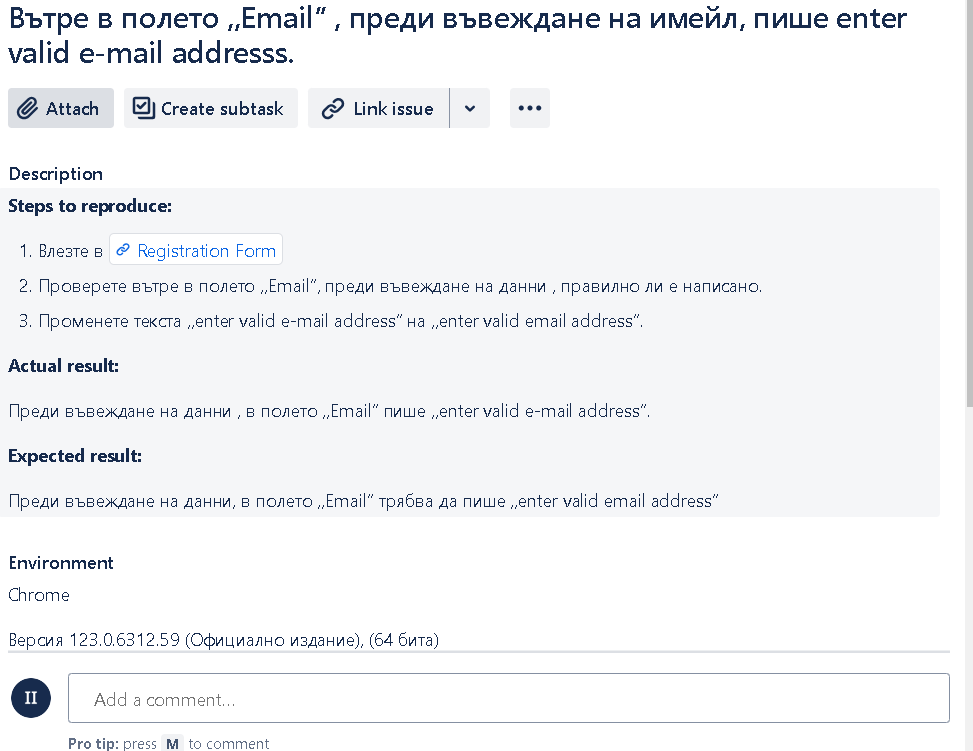 Вътре в полето ,,Email” , преди въвеждане на имейл, пише enter
valid e-mail addresss.
Attach
Create subtask
Link issue
Description
Steps to reproduce:
1. Влезте в Registration Form
2. Проверете вътре в полето ,,Email”, преди въвеждане на данни , правилно ли е написано.
3. Променете текста ,,enter valid e-mail address” на ,,enter valid email address”.
Actual result:
Преди въвеждане на данни , в полето ,,Email” пише ,,enter valid e-mail address”.
Expected result:
Преди въвеждане на данни, в полето ,,Email” трябва да пише ,,enter valid email address”
Environment
Chrome
Версия 123.0.6312.59 (Официално издание), (64 бита)
II
Add a comment…
Pro tip: press M to comment